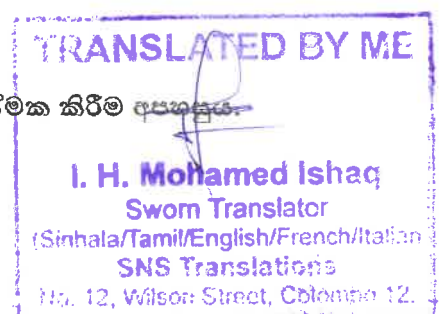 TRANSLATED BY ME
කිරීම අපහසුය.
I. H. Mohamed Ishaq
Sworn Translator
(Sinhala/Tamil/English/French/Italian
SNS Translations
No. 12, Wilson Street, Colombo 12.